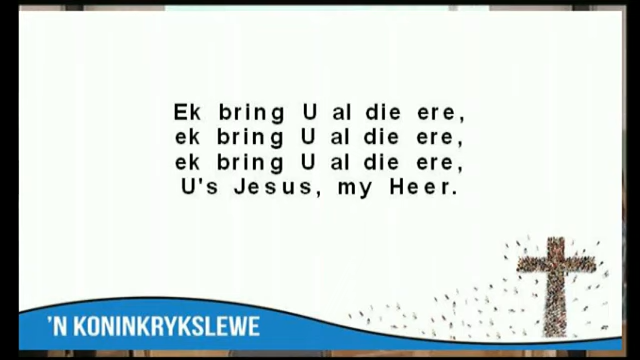 Ek bring U al die ere,
ek bring U al die ere,
ek bring U al die ere,
U's Jesus, my Heer.
'N KONINKRYKSLEWE